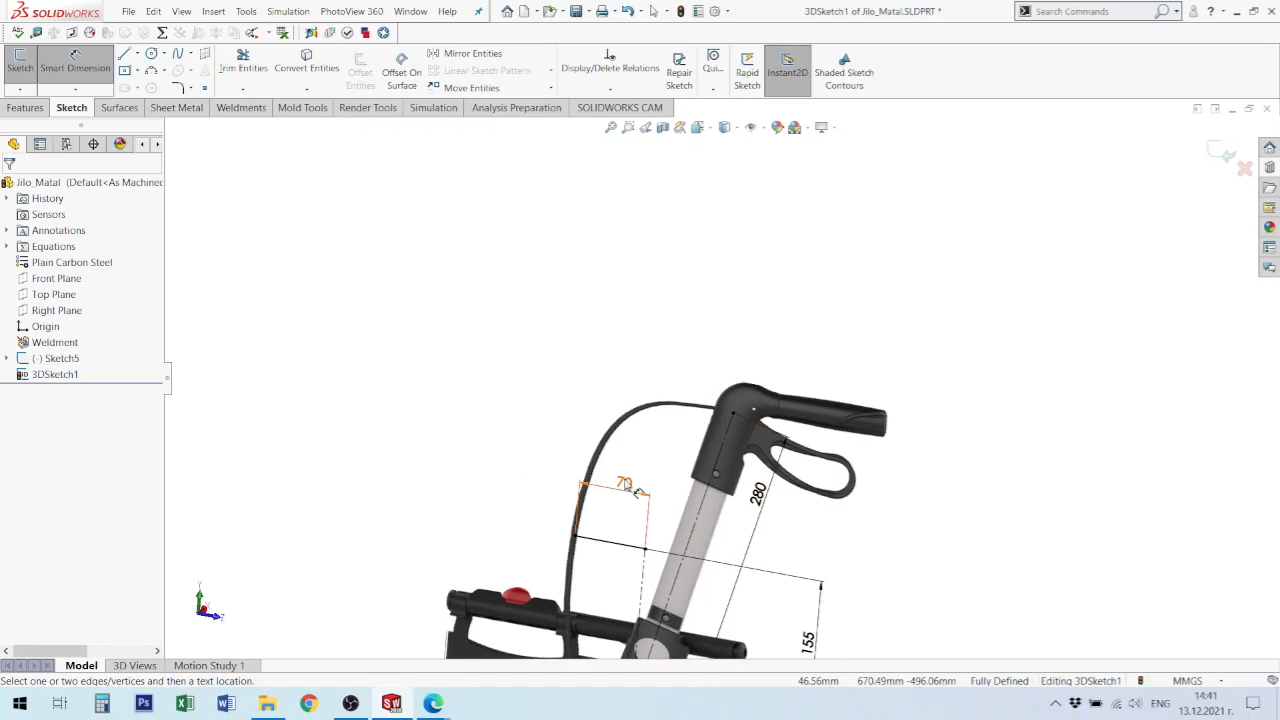 SOLIDWORKS
File Edit View Insert Tools Simulation PhotoView 360 Window Help
3DSketch1 of Jilo_Matal.SLDPRT *
Search Commands
Sketch
Smart Dimension
Trim Entities
Convert Entities
Offset Entities
Offset On Surface
Mirror Entities
Linear Sketch Pattern
Move Entities
Display/Delete Relations
Repair Sketch
Qui...
Rapid Sketch
Instant2D
Shaded Sketch Contours
Features Sketch Surfaces Sheet Metal Weldments Mold Tools Render Tools Simulation Analysis Preparation SOLIDWORKS CAM
Jilo_Matal (Default<As Machined
History
Sensors
Annotations
Equations
Plain Carbon Steel
Front Plane
Top Plane
Right Plane
Origin
Weldment
(-) Sketch5
3DSketch1
70
280
155
Y
Z
Model 3D Views Motion Study 1
Select one or two edges/vertices and then a text location.
46.56mm 670.49mm -496.06mm Fully Defined Editing 3DSketch1 MMGS
ENG
14:41
13.12.2021 г.